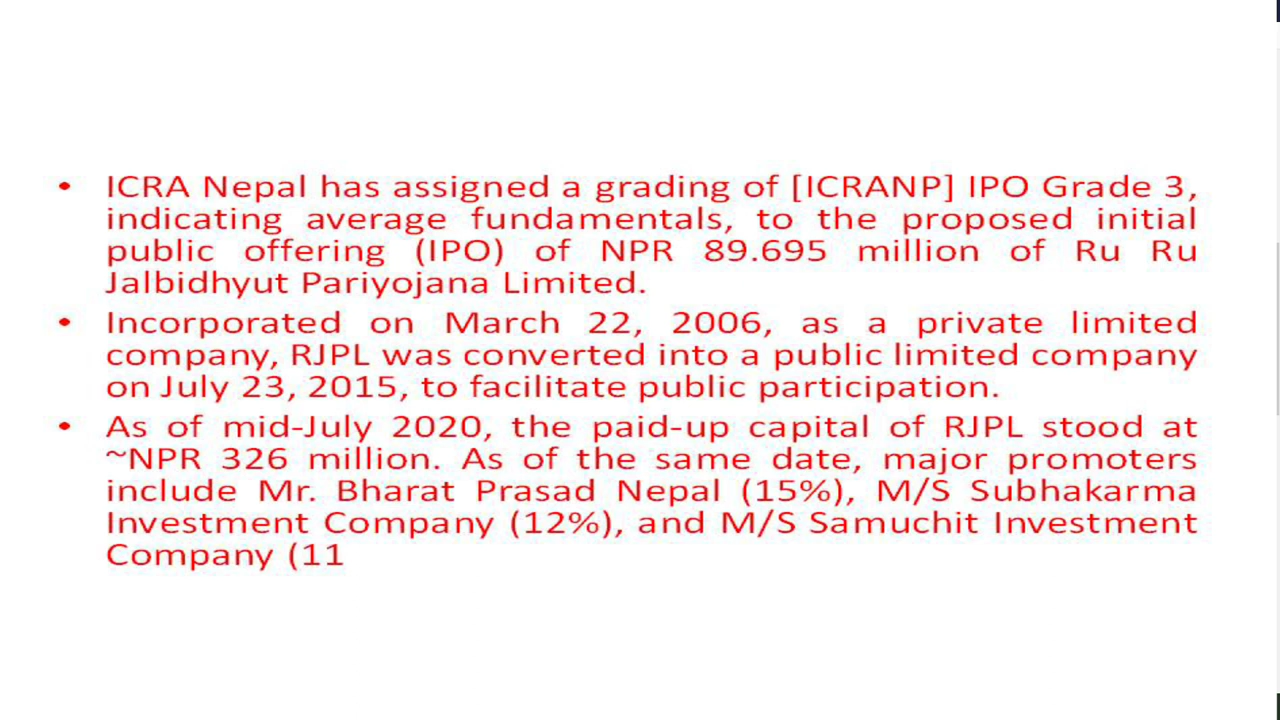 • ICRA Nepal has assigned a grading of [ICRANP] IPO Grade 3,
indicating average fundamentals, to the proposed initial
public offering (IPO) of NPR 89.695 million of Ru Ru
Jalbidhyut Pariyojana Limited.
• Incorporated on March 22, 2006, as a private limited
company, RJPL was converted into a public limited company
on July 23, 2015, to facilitate public participation.
• As of mid-July 2020, the paid-up capital of RJPL stood at
~NPR 326 million. As of the same date, major promoters
include Mr. Bharat Prasad Nepal (15%), M/S Subhakarma
Investment Company (12%), and M/S Samuchit Investment
Company (11